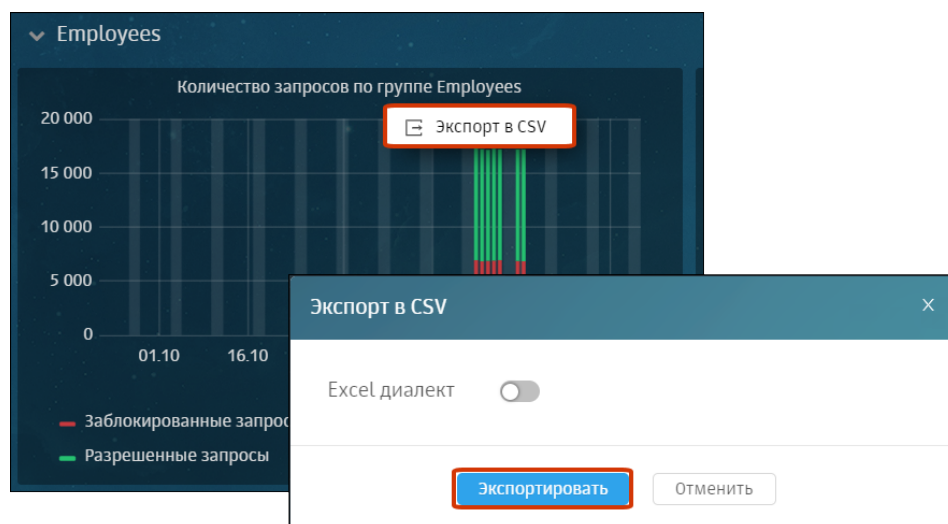 Employees
Количество запросов по группе Employees
Экспорт в CSV
20 000
15 000
10 000
5 000
0
01.10 16.10
Заблокированные запрос
Разрешенные запросы
Экспорт в CSV
X
Excel диалект
Экспортировать
Отменить